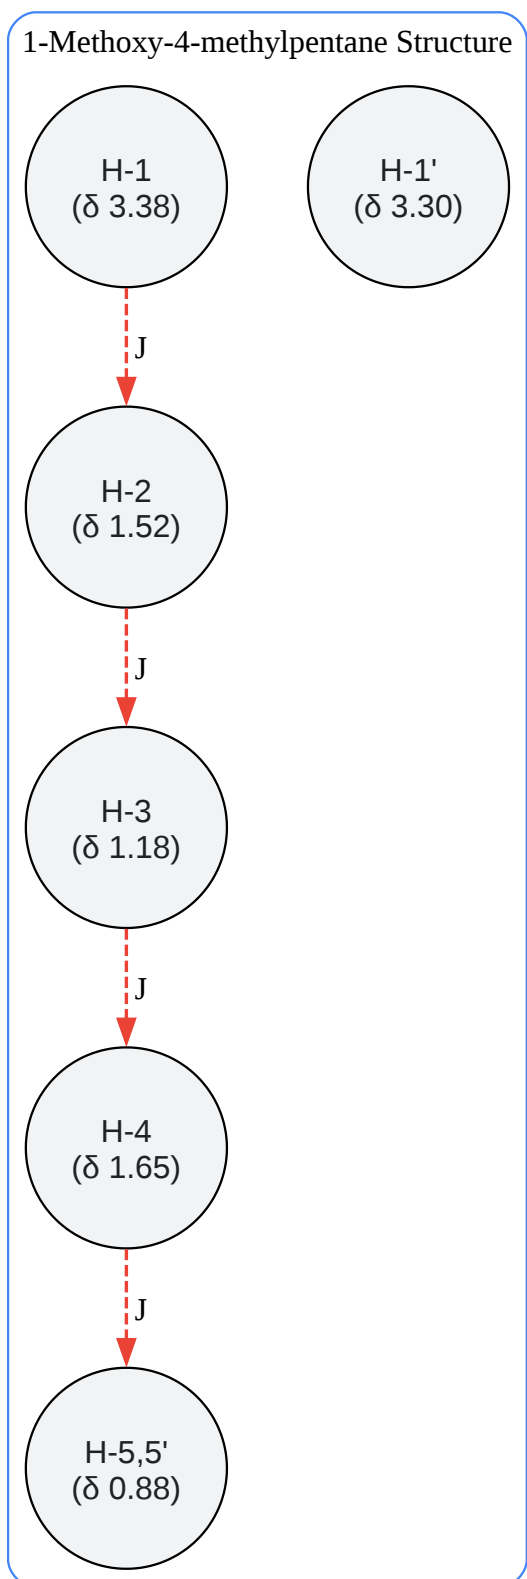 1-Methoxy-4-methylpentane Structure
H-1
(δ 3.38)
H-1'
(δ 3.30)
J
H-2
(δ 1.52)
J
H-3
(δ 1.18)
J
H-4
(δ 1.65)
J
H-5,5'
(δ 0.88)